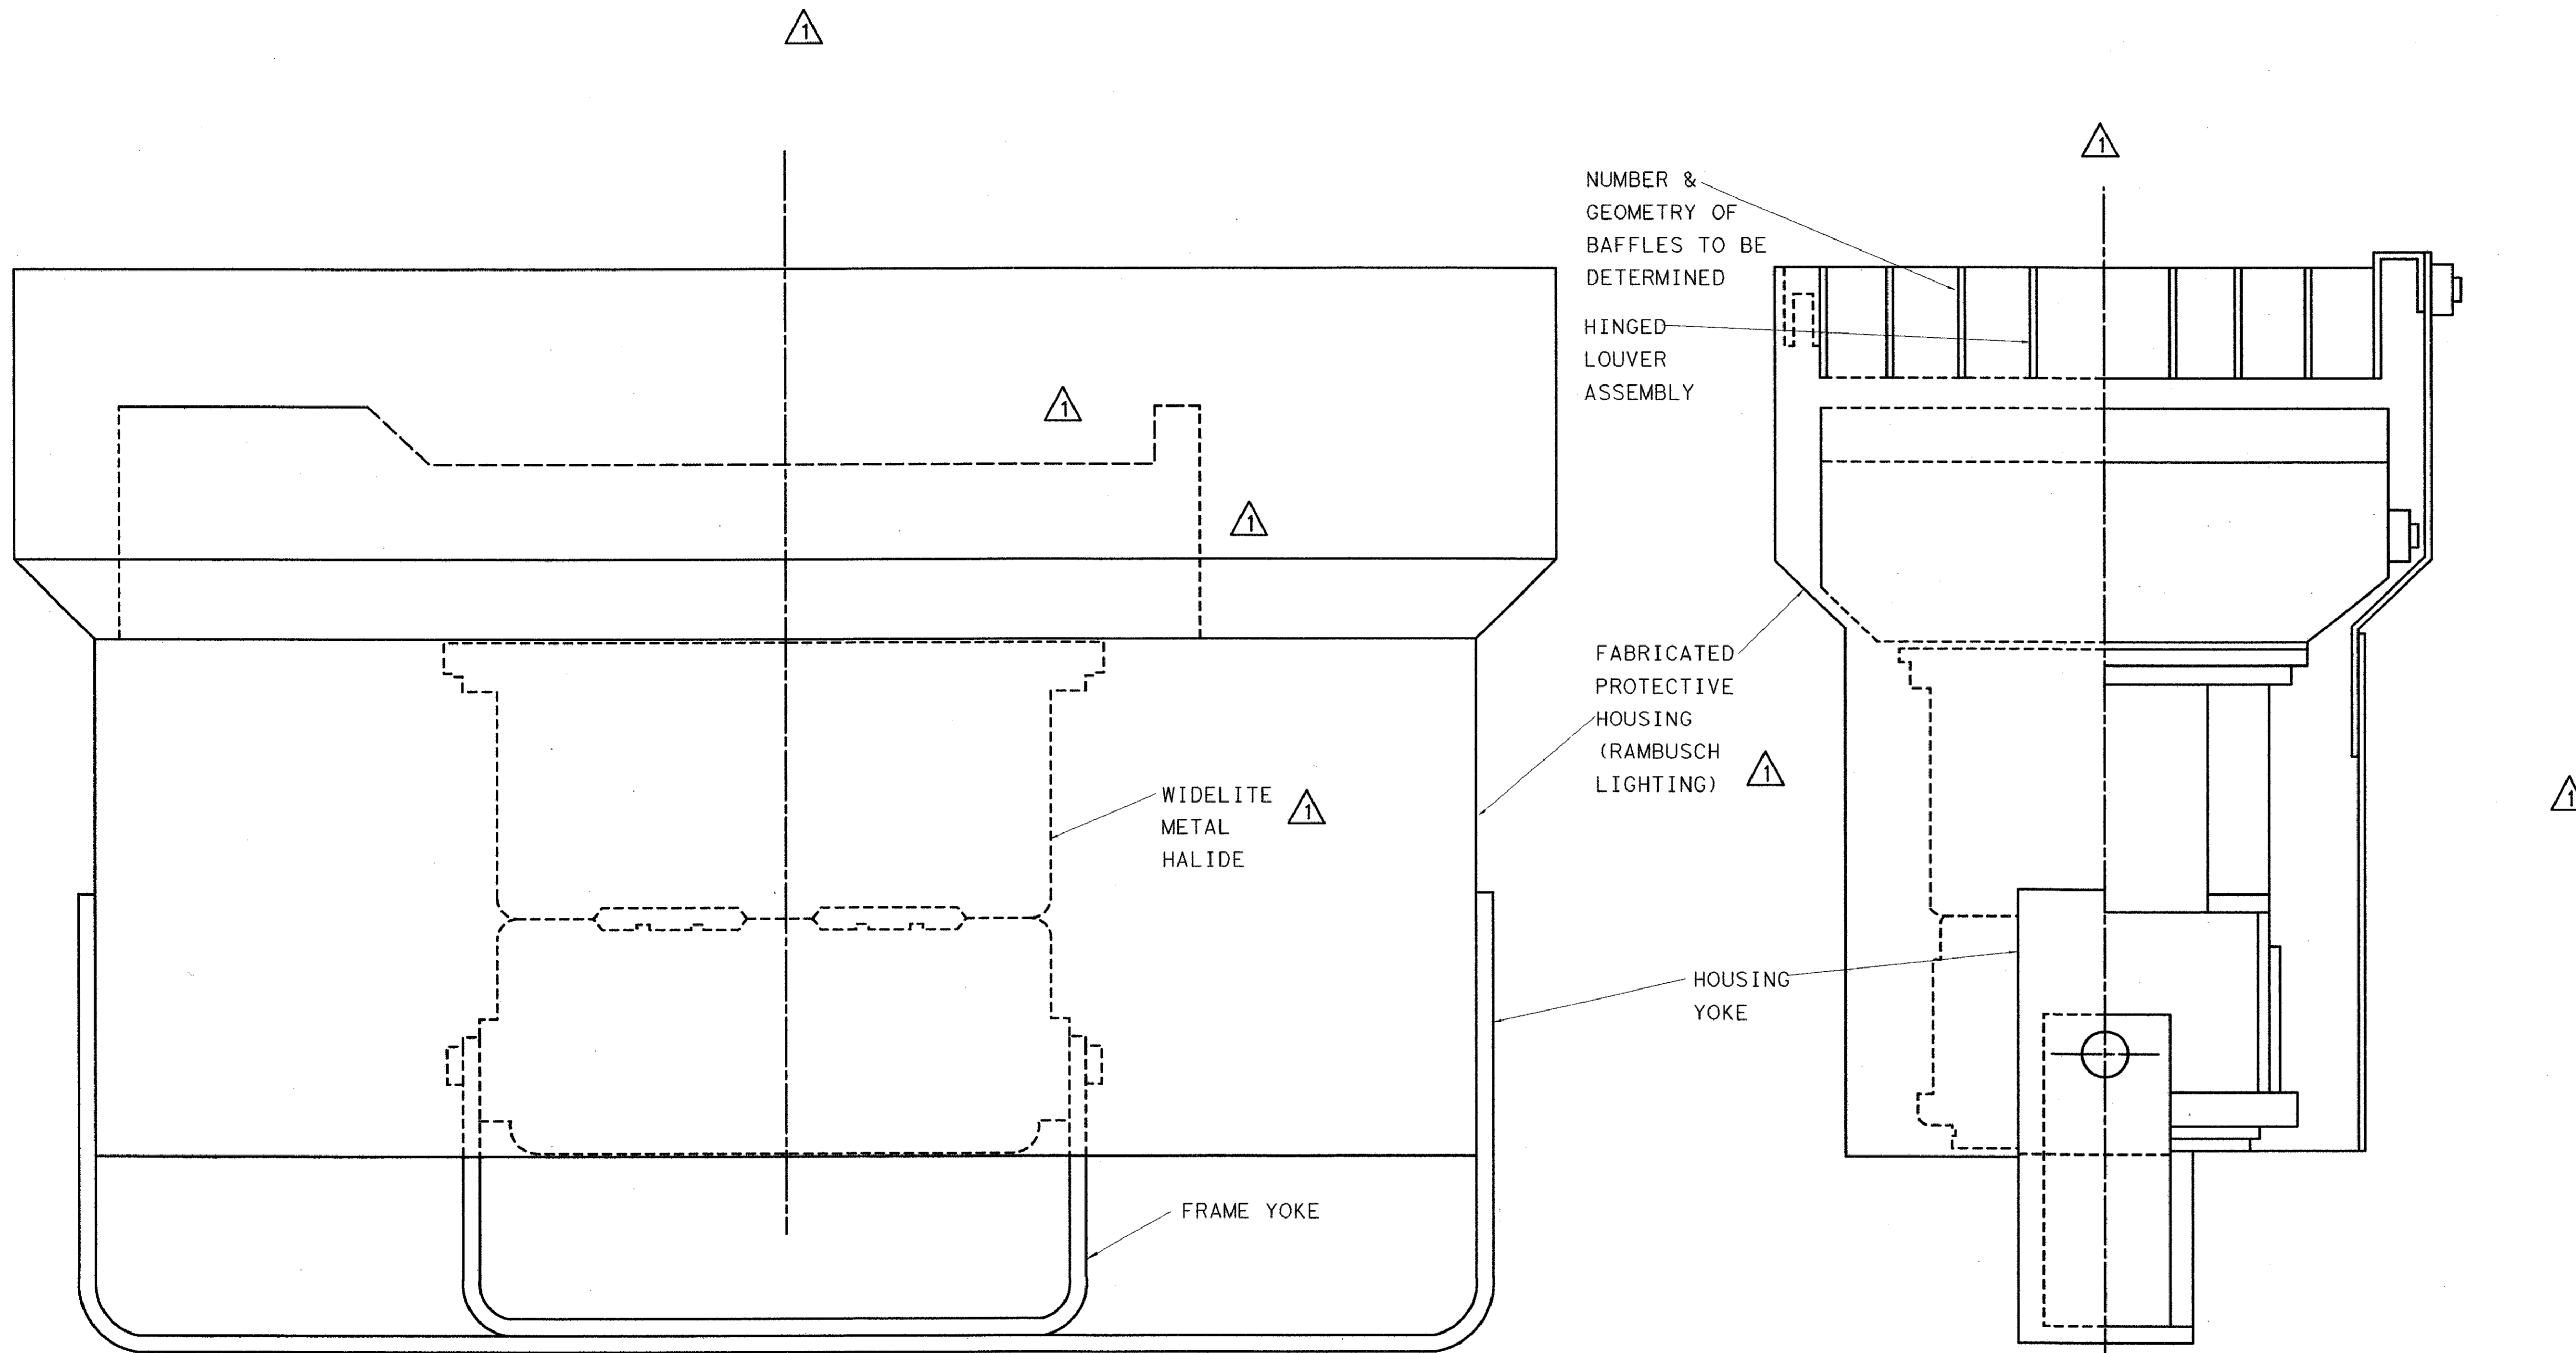 1
1
NUMBER &
GEOMETRY OF
BAFFLES TO BE
DETERMINED
HINGED
LOUVER
ASSEMBLY
1
1
FABRICATED
PROTECTIVE
HOUSING
(RAMBUSCH
LIGHTING) 1
WIDELITE 1
METAL
HALIDE
1
HOUSING
YOKE
FRAME YOKE